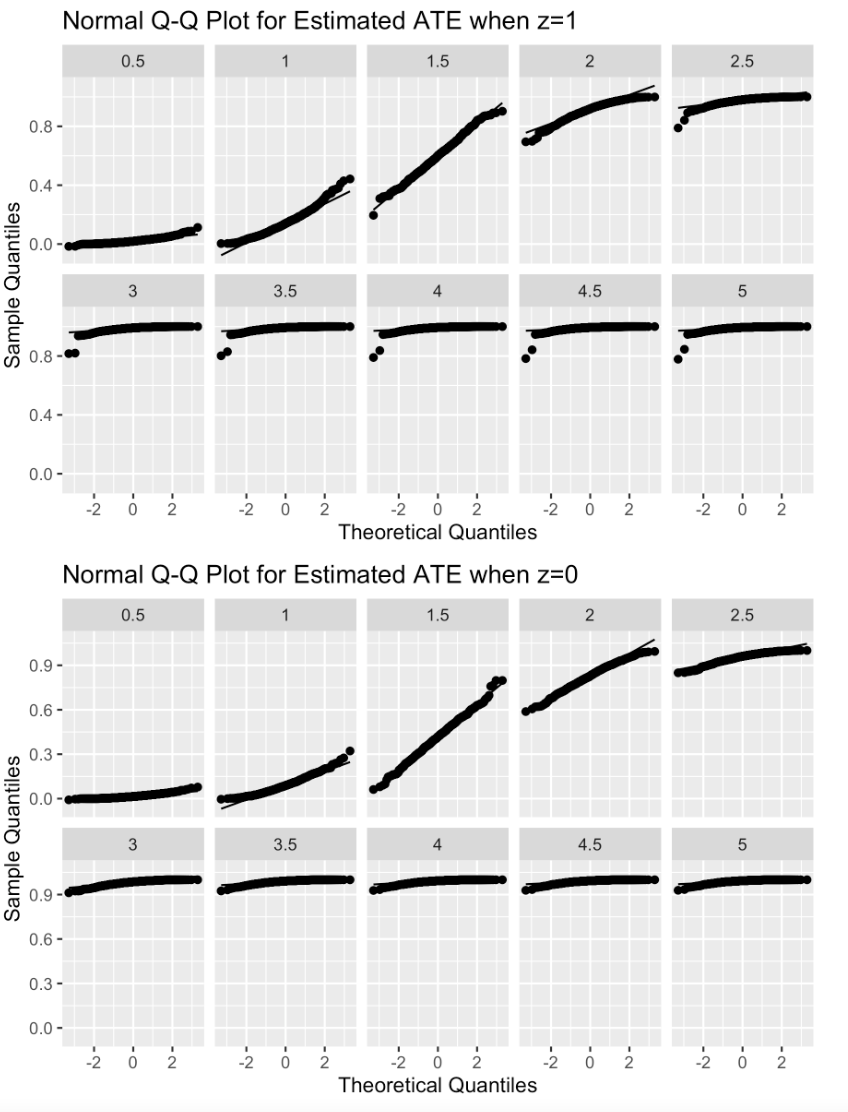 Normal Q-Q Plot for Estimated ATE when z=1
0.5 1 1.5 2 2.5
0.8
0.4
0.0
3 3.5 4 4.5 5
0.8
0.4
0.0
Sample Quantiles
-2 0 2 -2 0 2 -2 0 2 -2 0 2 -2 0 2
Theoretical Quantiles
Normal Q-Q Plot for Estimated ATE when z=0
0.5 1 1.5 2 2.5
0.9
0.6
0.3
0.0
3 3.5 4 4.5 5
0.9
0.6
0.3
0.0
Sample Quantiles
-2 0 2 -2 0 2 -2 0 2 -2 0 2 -2 0 2
Theoretical Quantiles